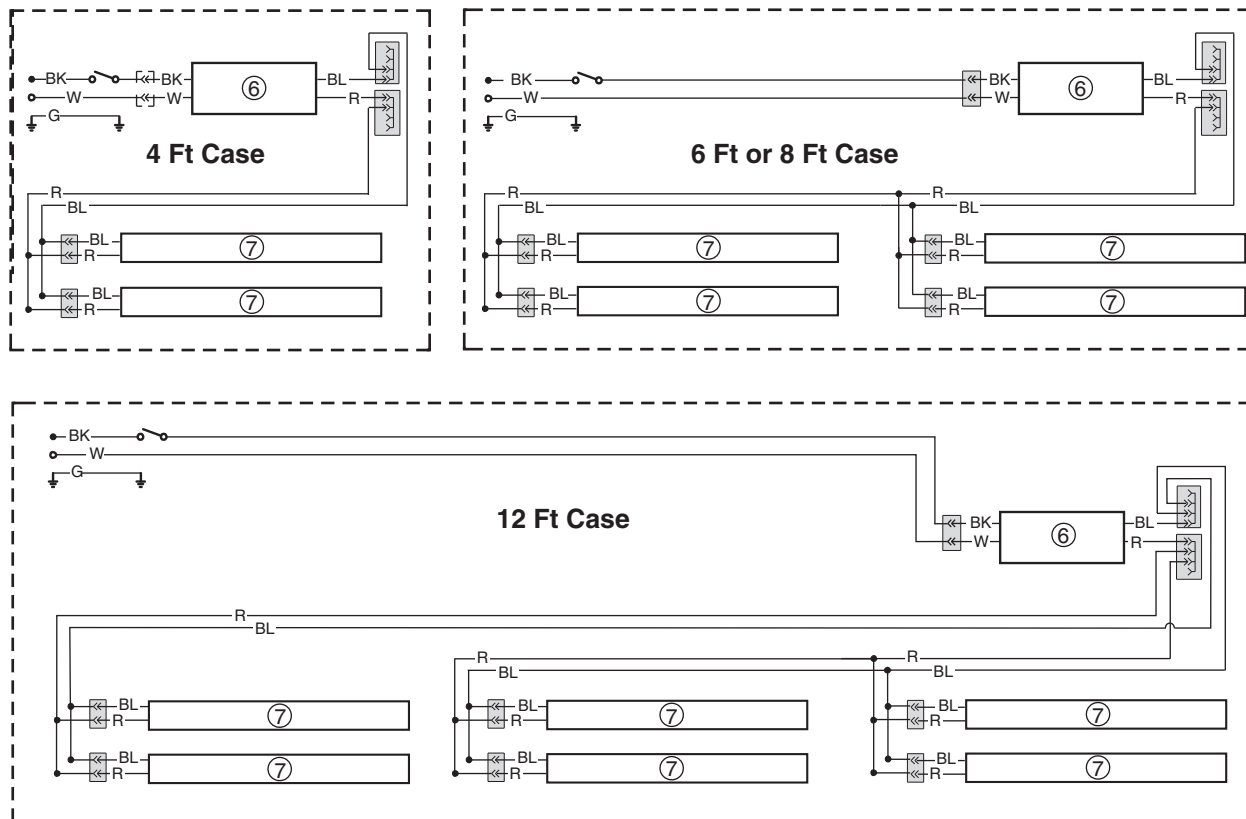 BK BK ⑥ BL
W W R
G
4 Ft Case
R
BL
BL ⑦
R
BL ⑦
R
BK BK ⑥ BL
W W R
G
6 Ft or 8 Ft Case
R R
BL BL
BL ⑦ BL ⑦
R R
BL ⑦ BL ⑦
R R
BK
W
G
12 Ft Case
BK ⑥ BL
W R
R
BL
R R
BL BL
BL ⑦ BL ⑦ BL ⑦
R R R
BL ⑦ BL ⑦ BL ⑦
R R R